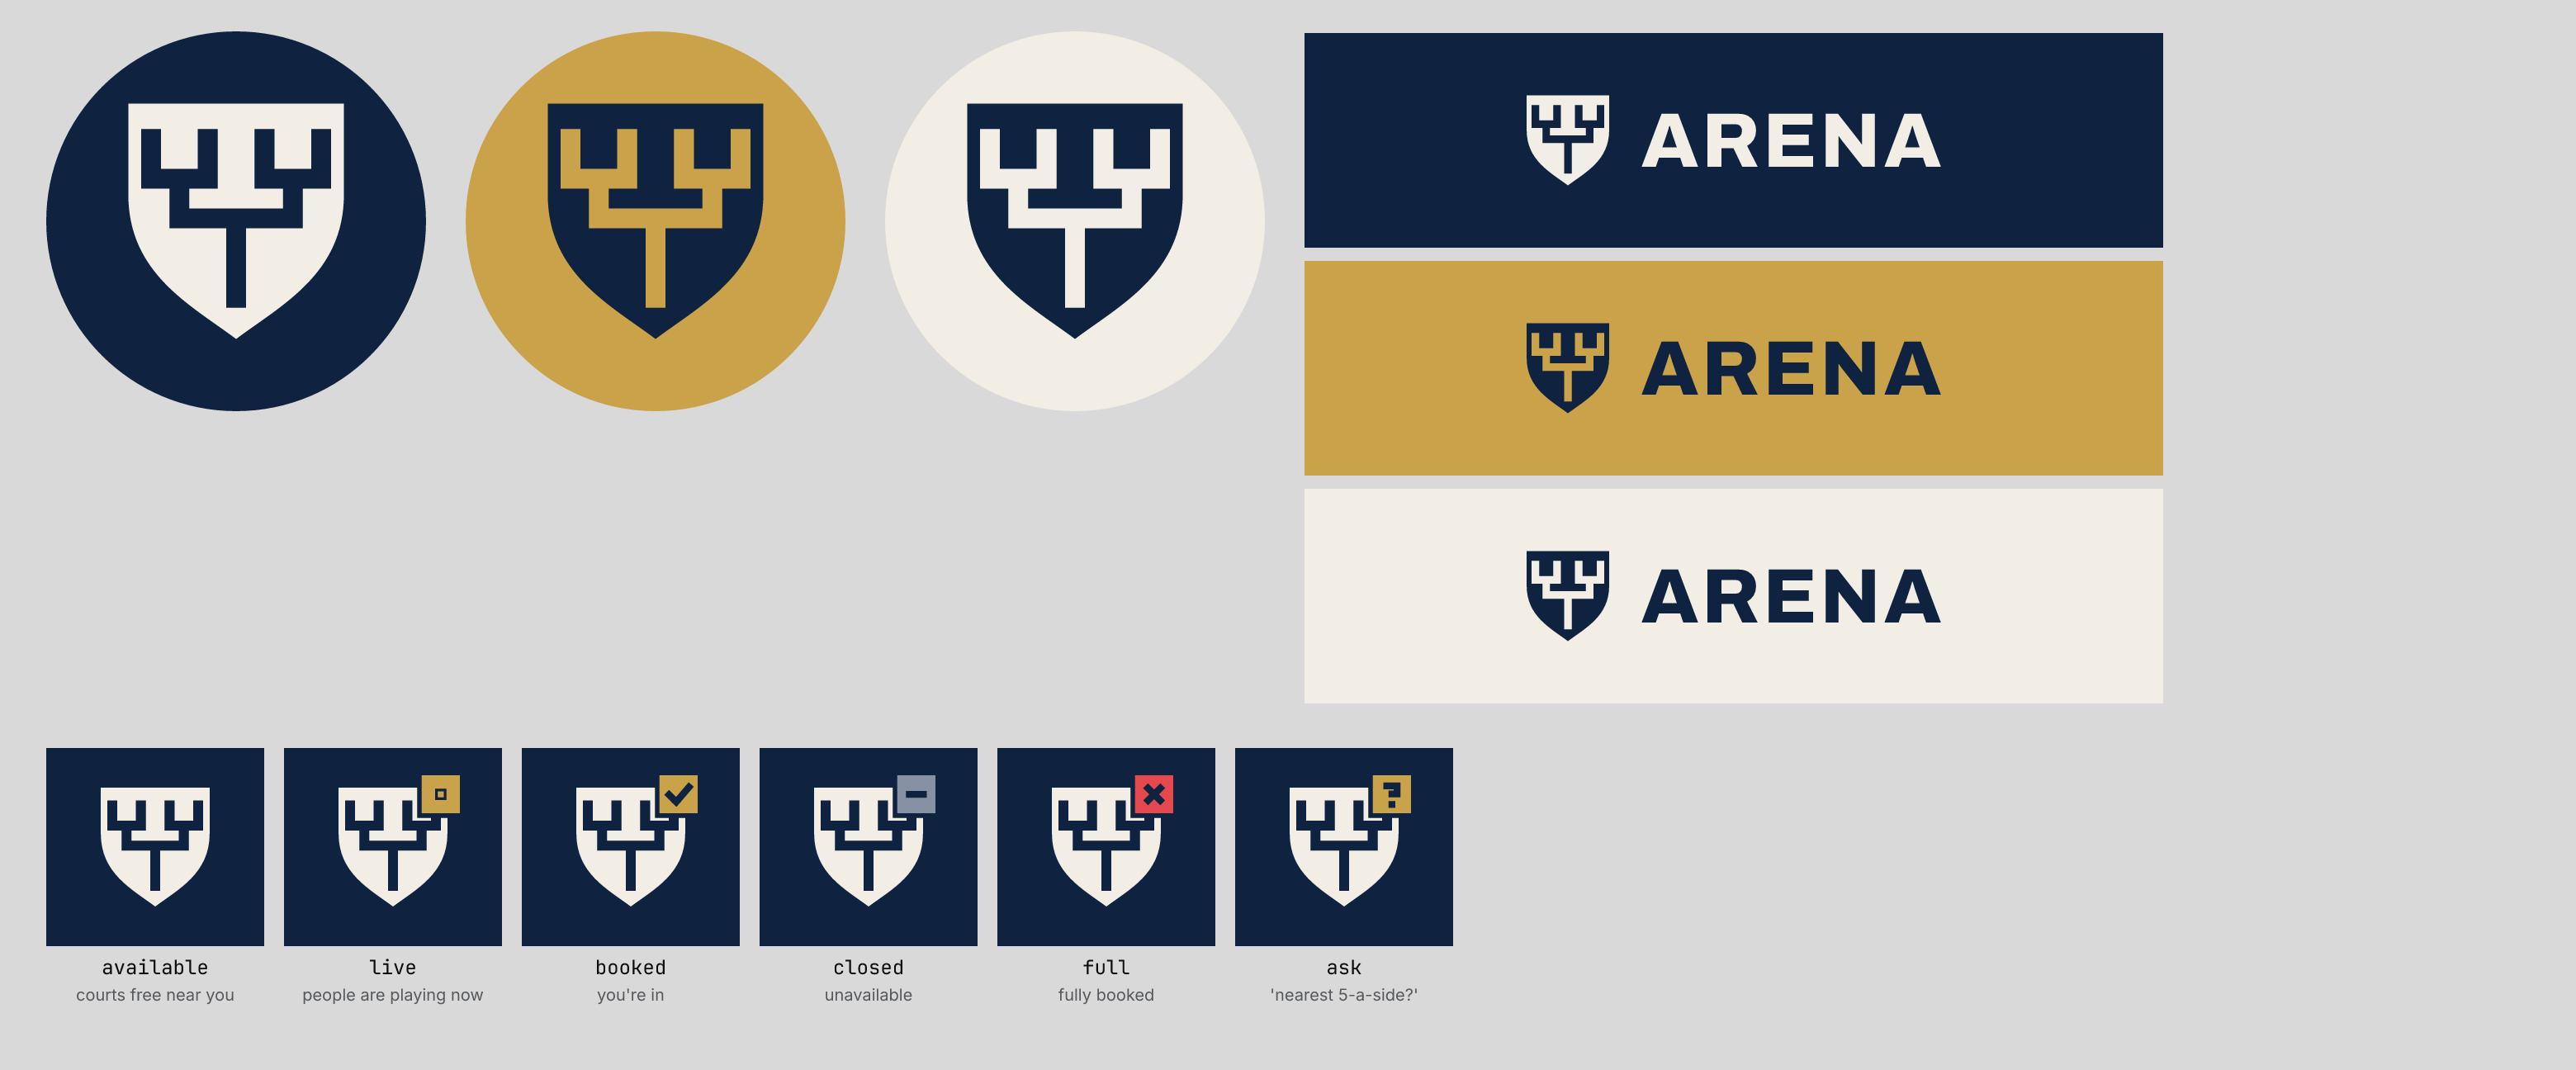 ARENA
ARENA
ARENA
available
courts free near you
live
people are playing now
booked
you're in
closed
unavailable
full
fully booked
?
ask
'nearest 5-a-side?'